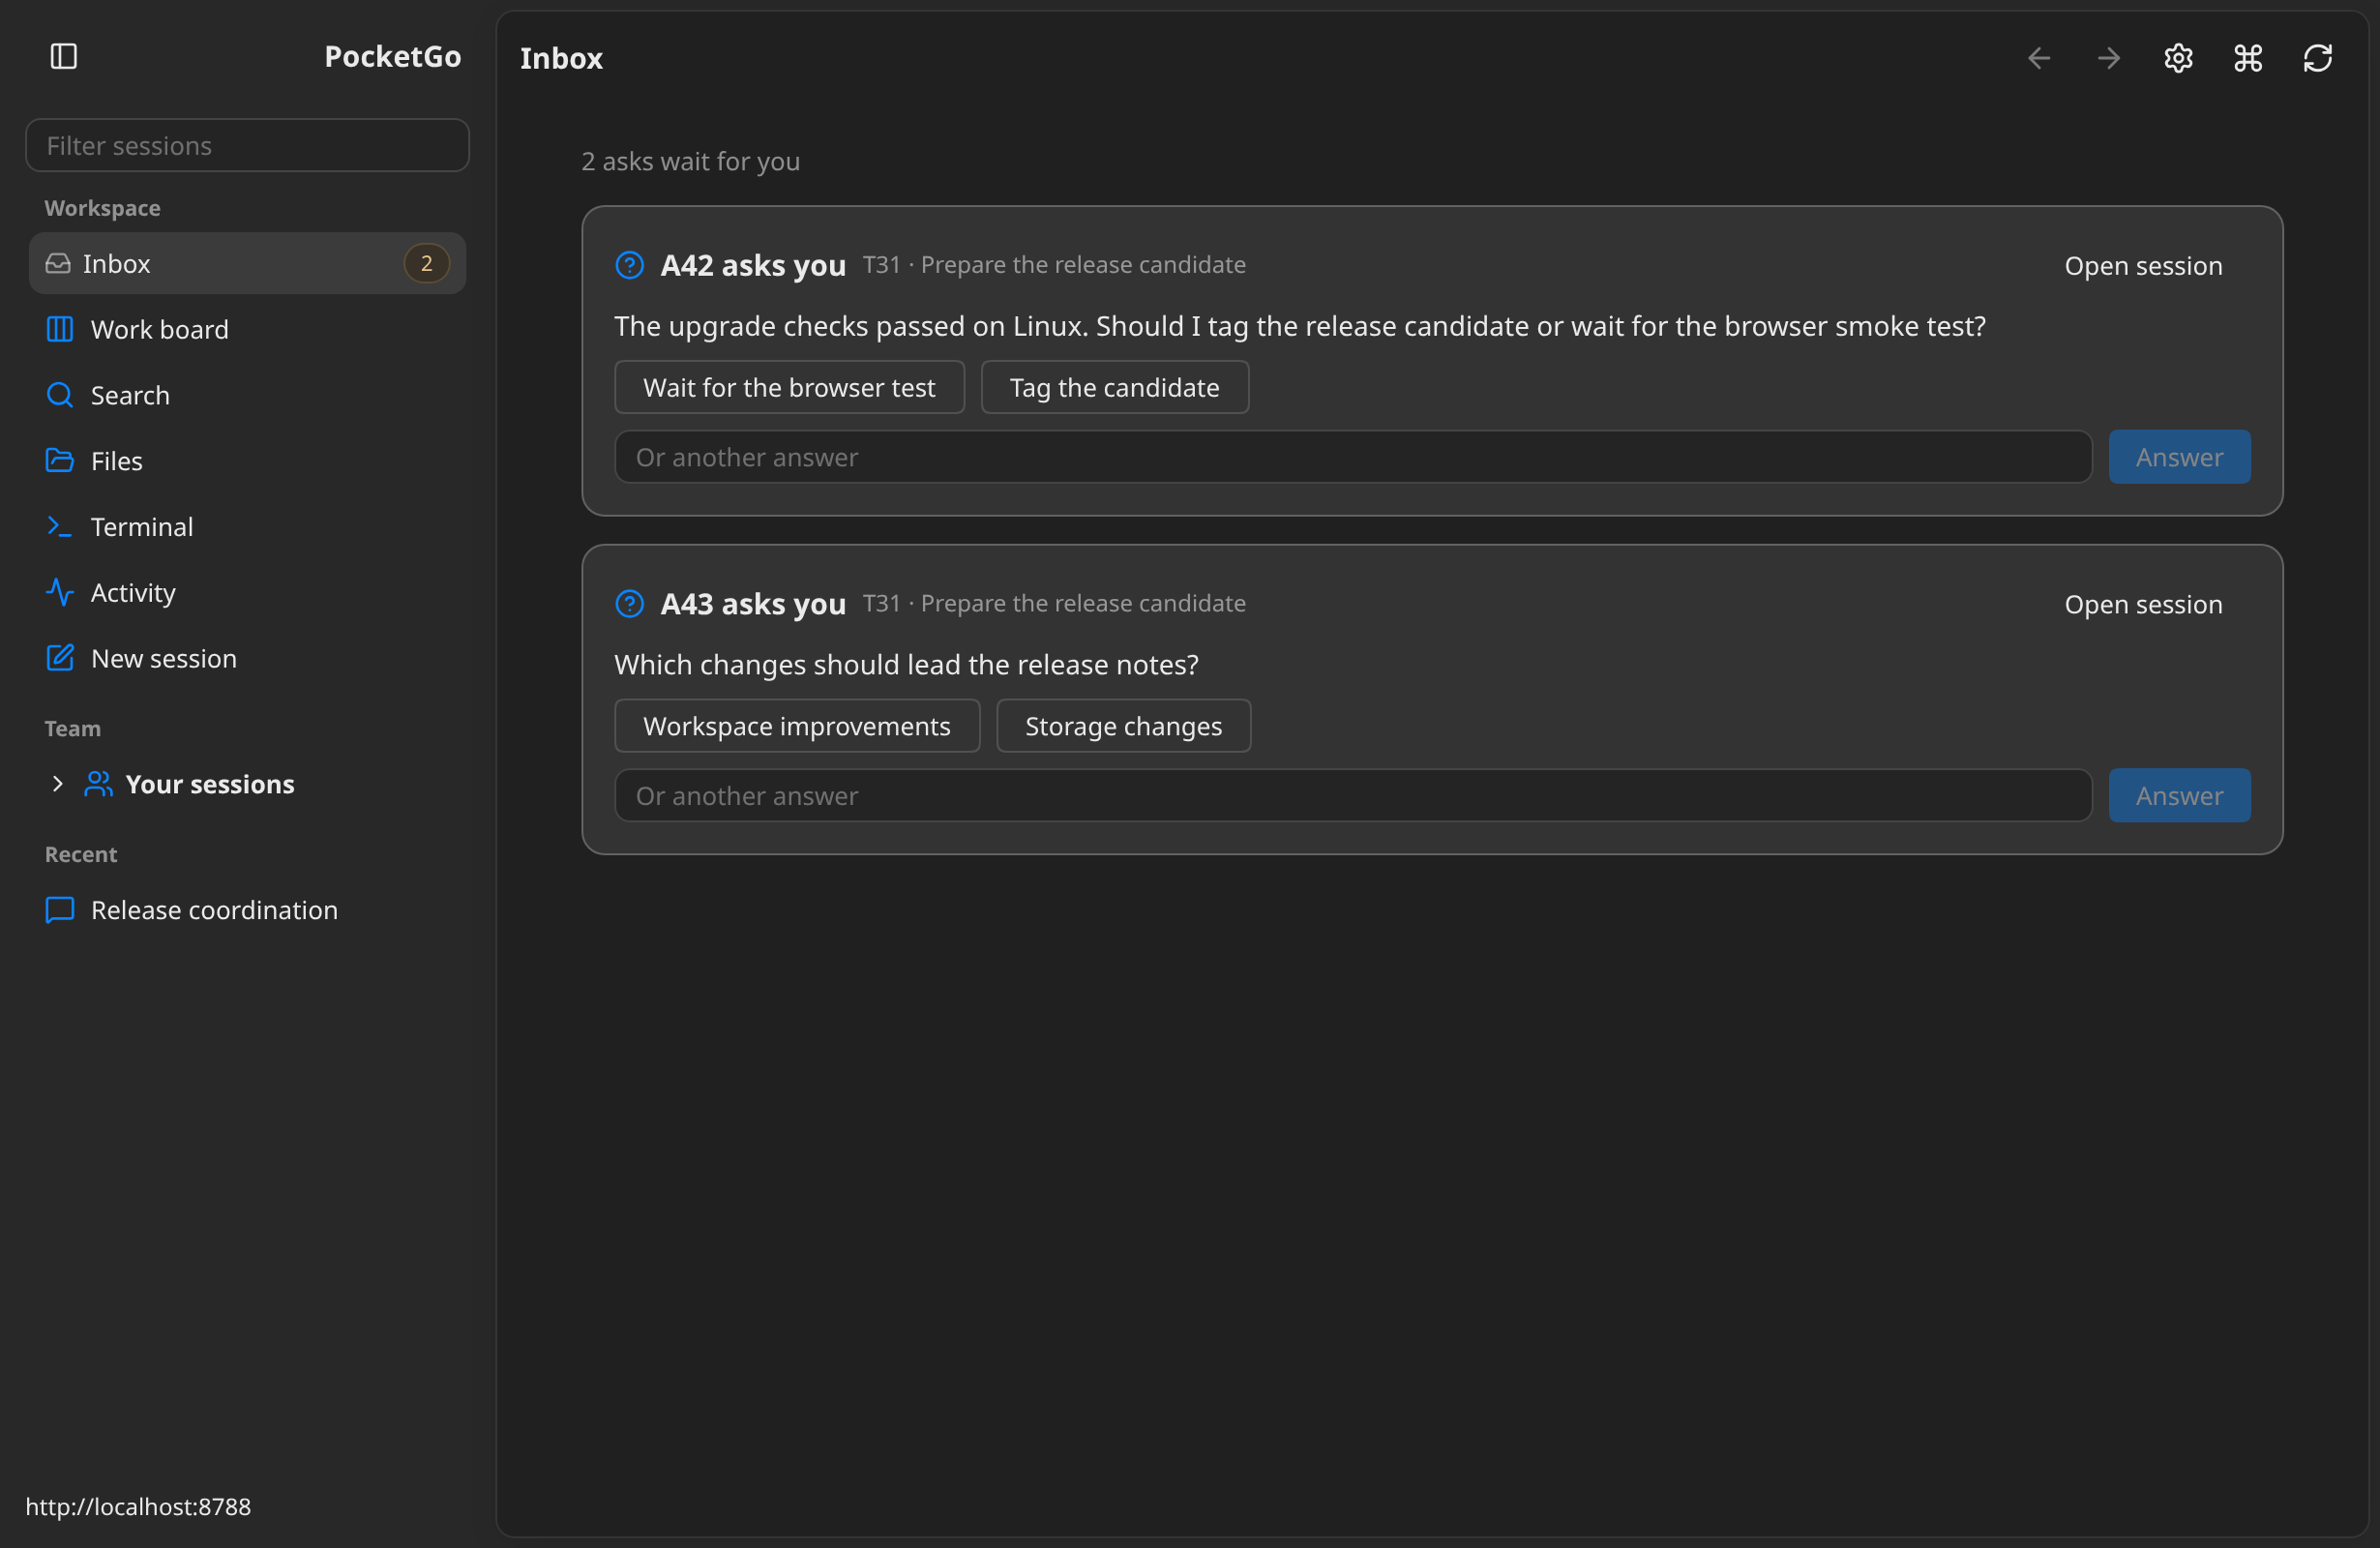 PocketGo
Filter sessions
Workspace
Inbox 2
Work board
Search
Files
Terminal
Activity
New session
Team
Your sessions
Recent
Release coordination
http://localhost:8788
Inbox
2 asks wait for you
A42 asks you T31 · Prepare the release candidate Open session
The upgrade checks passed on Linux. Should I tag the release candidate or wait for the browser smoke test?
Wait for the browser test Tag the candidate
Or another answer Answer
A43 asks you T31 · Prepare the release candidate Open session
Which changes should lead the release notes?
Workspace improvements Storage changes
Or another answer Answer